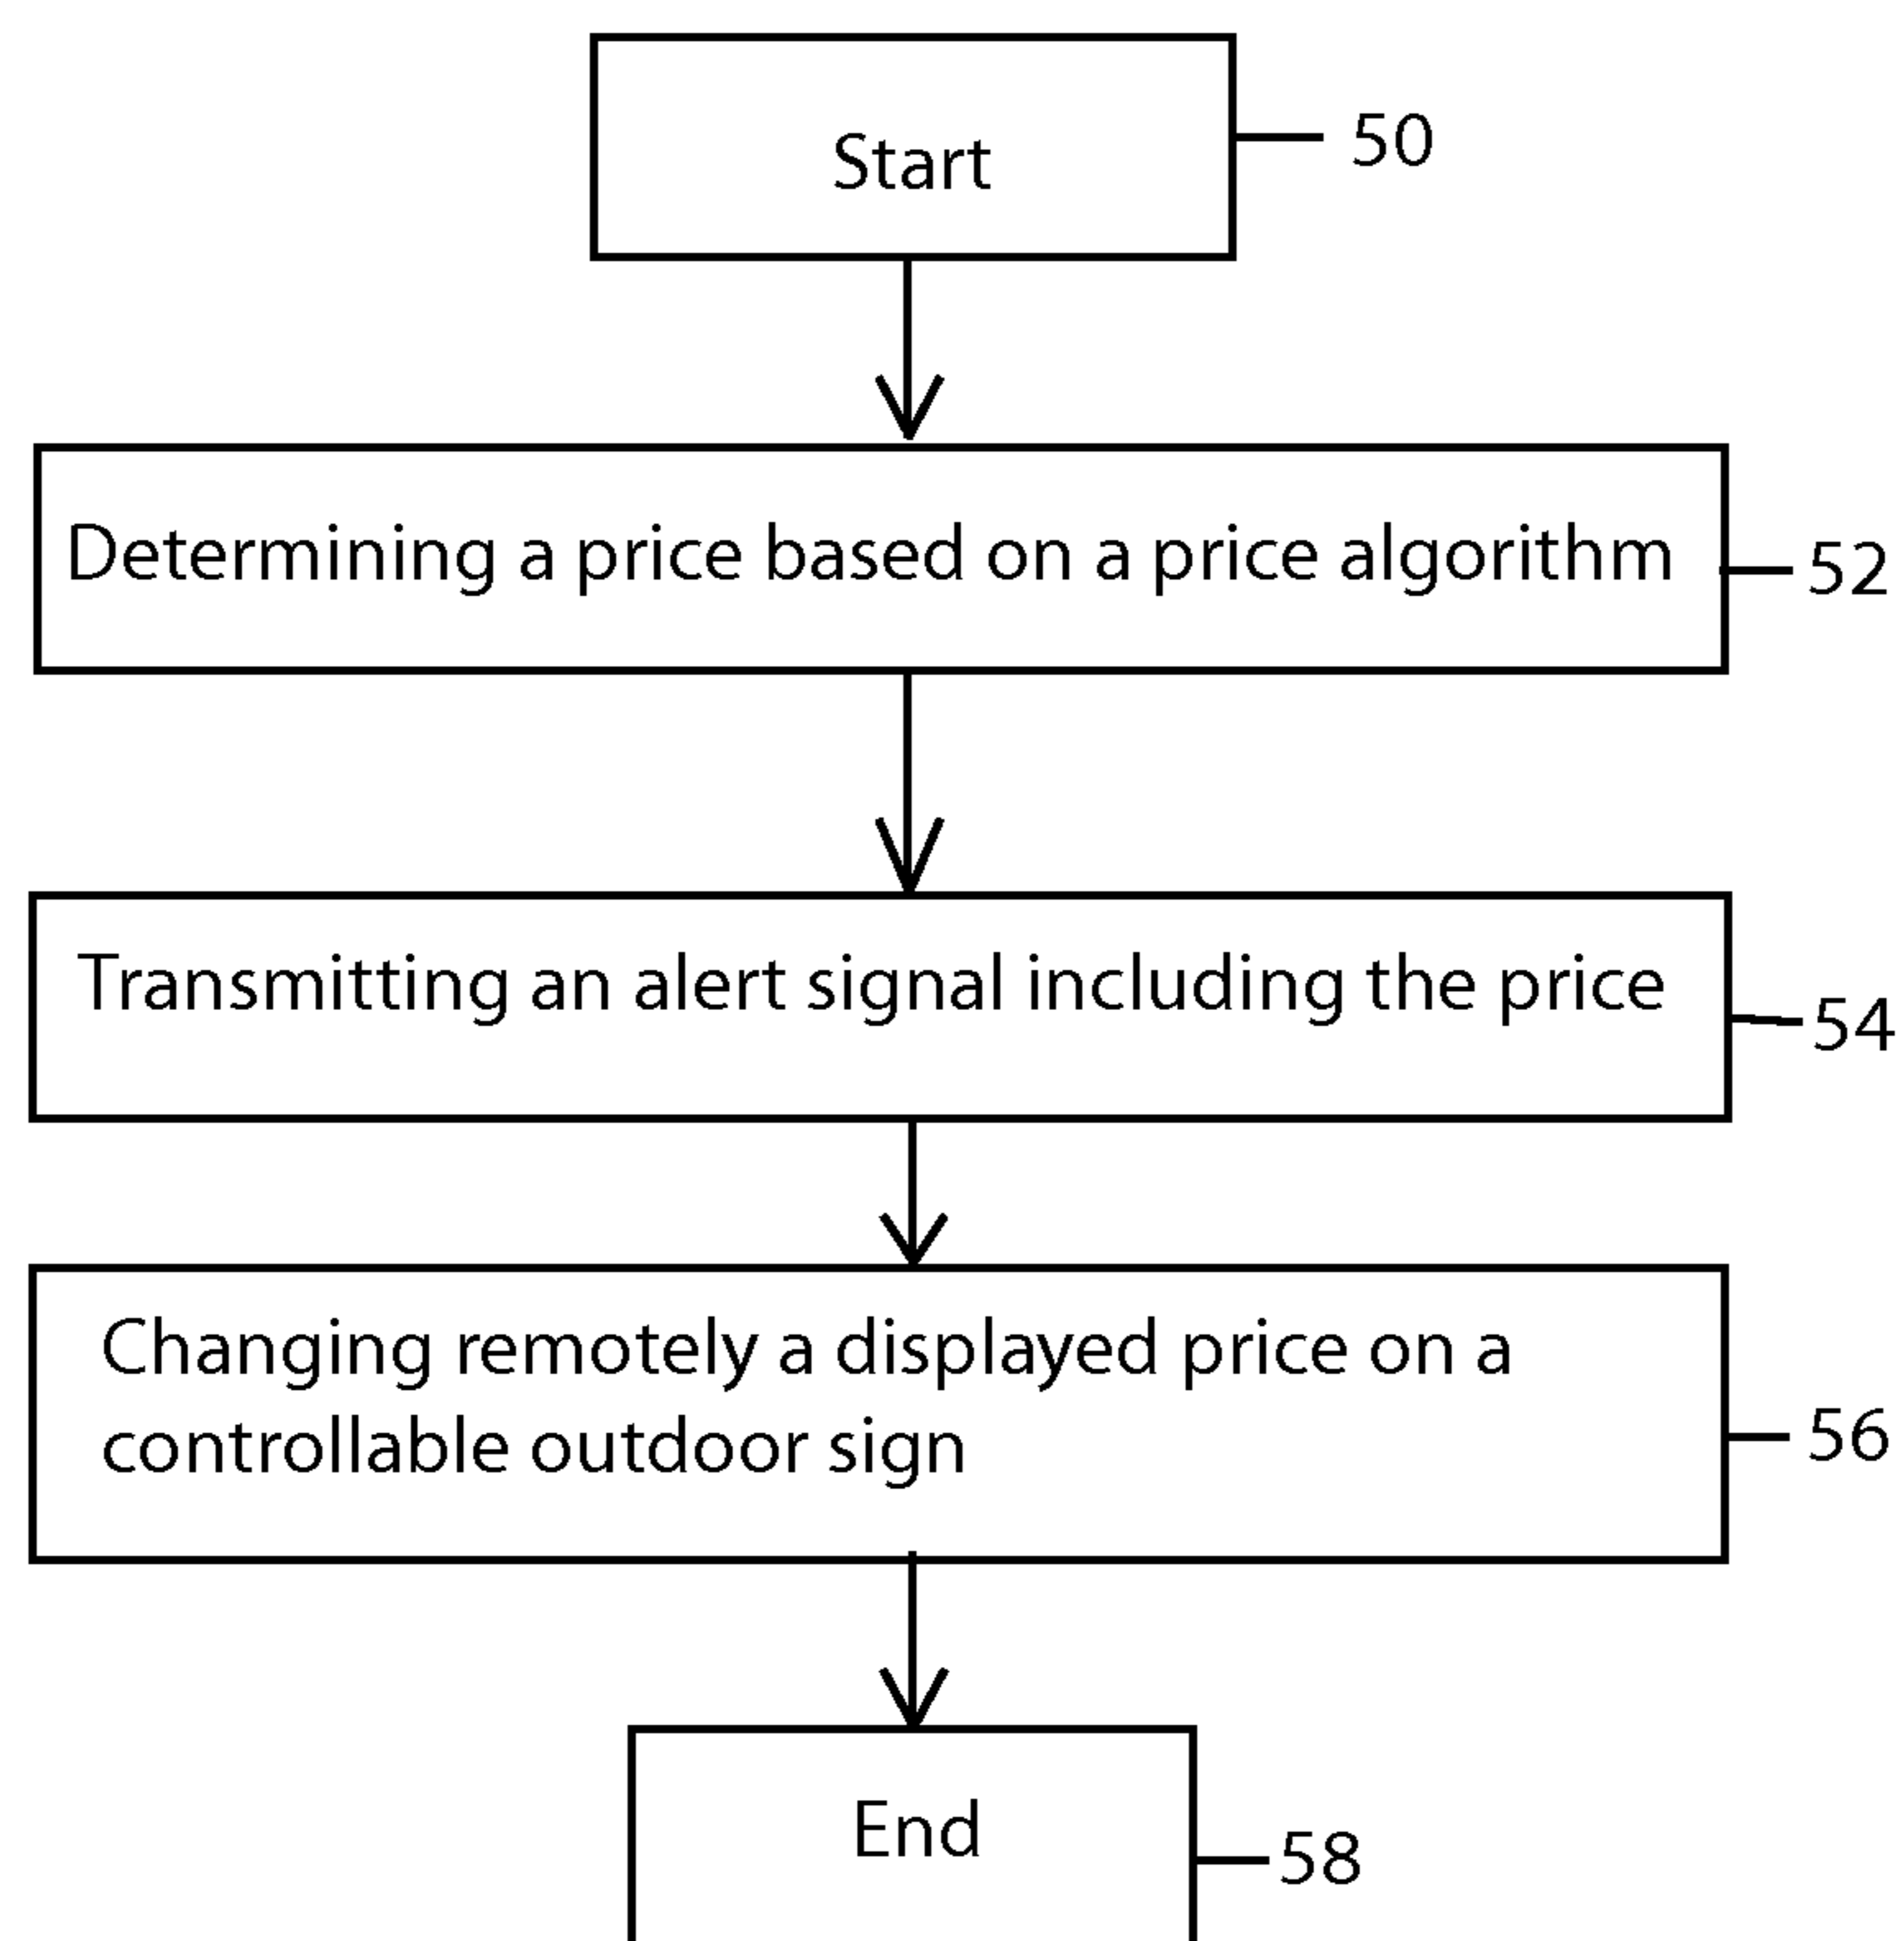 Start
50
Determining a price based on a price algorithm
52
Transmitting an alert signal including the price
54
Changing remotely a displayed price on a
controllable outdoor sign
56
End
58